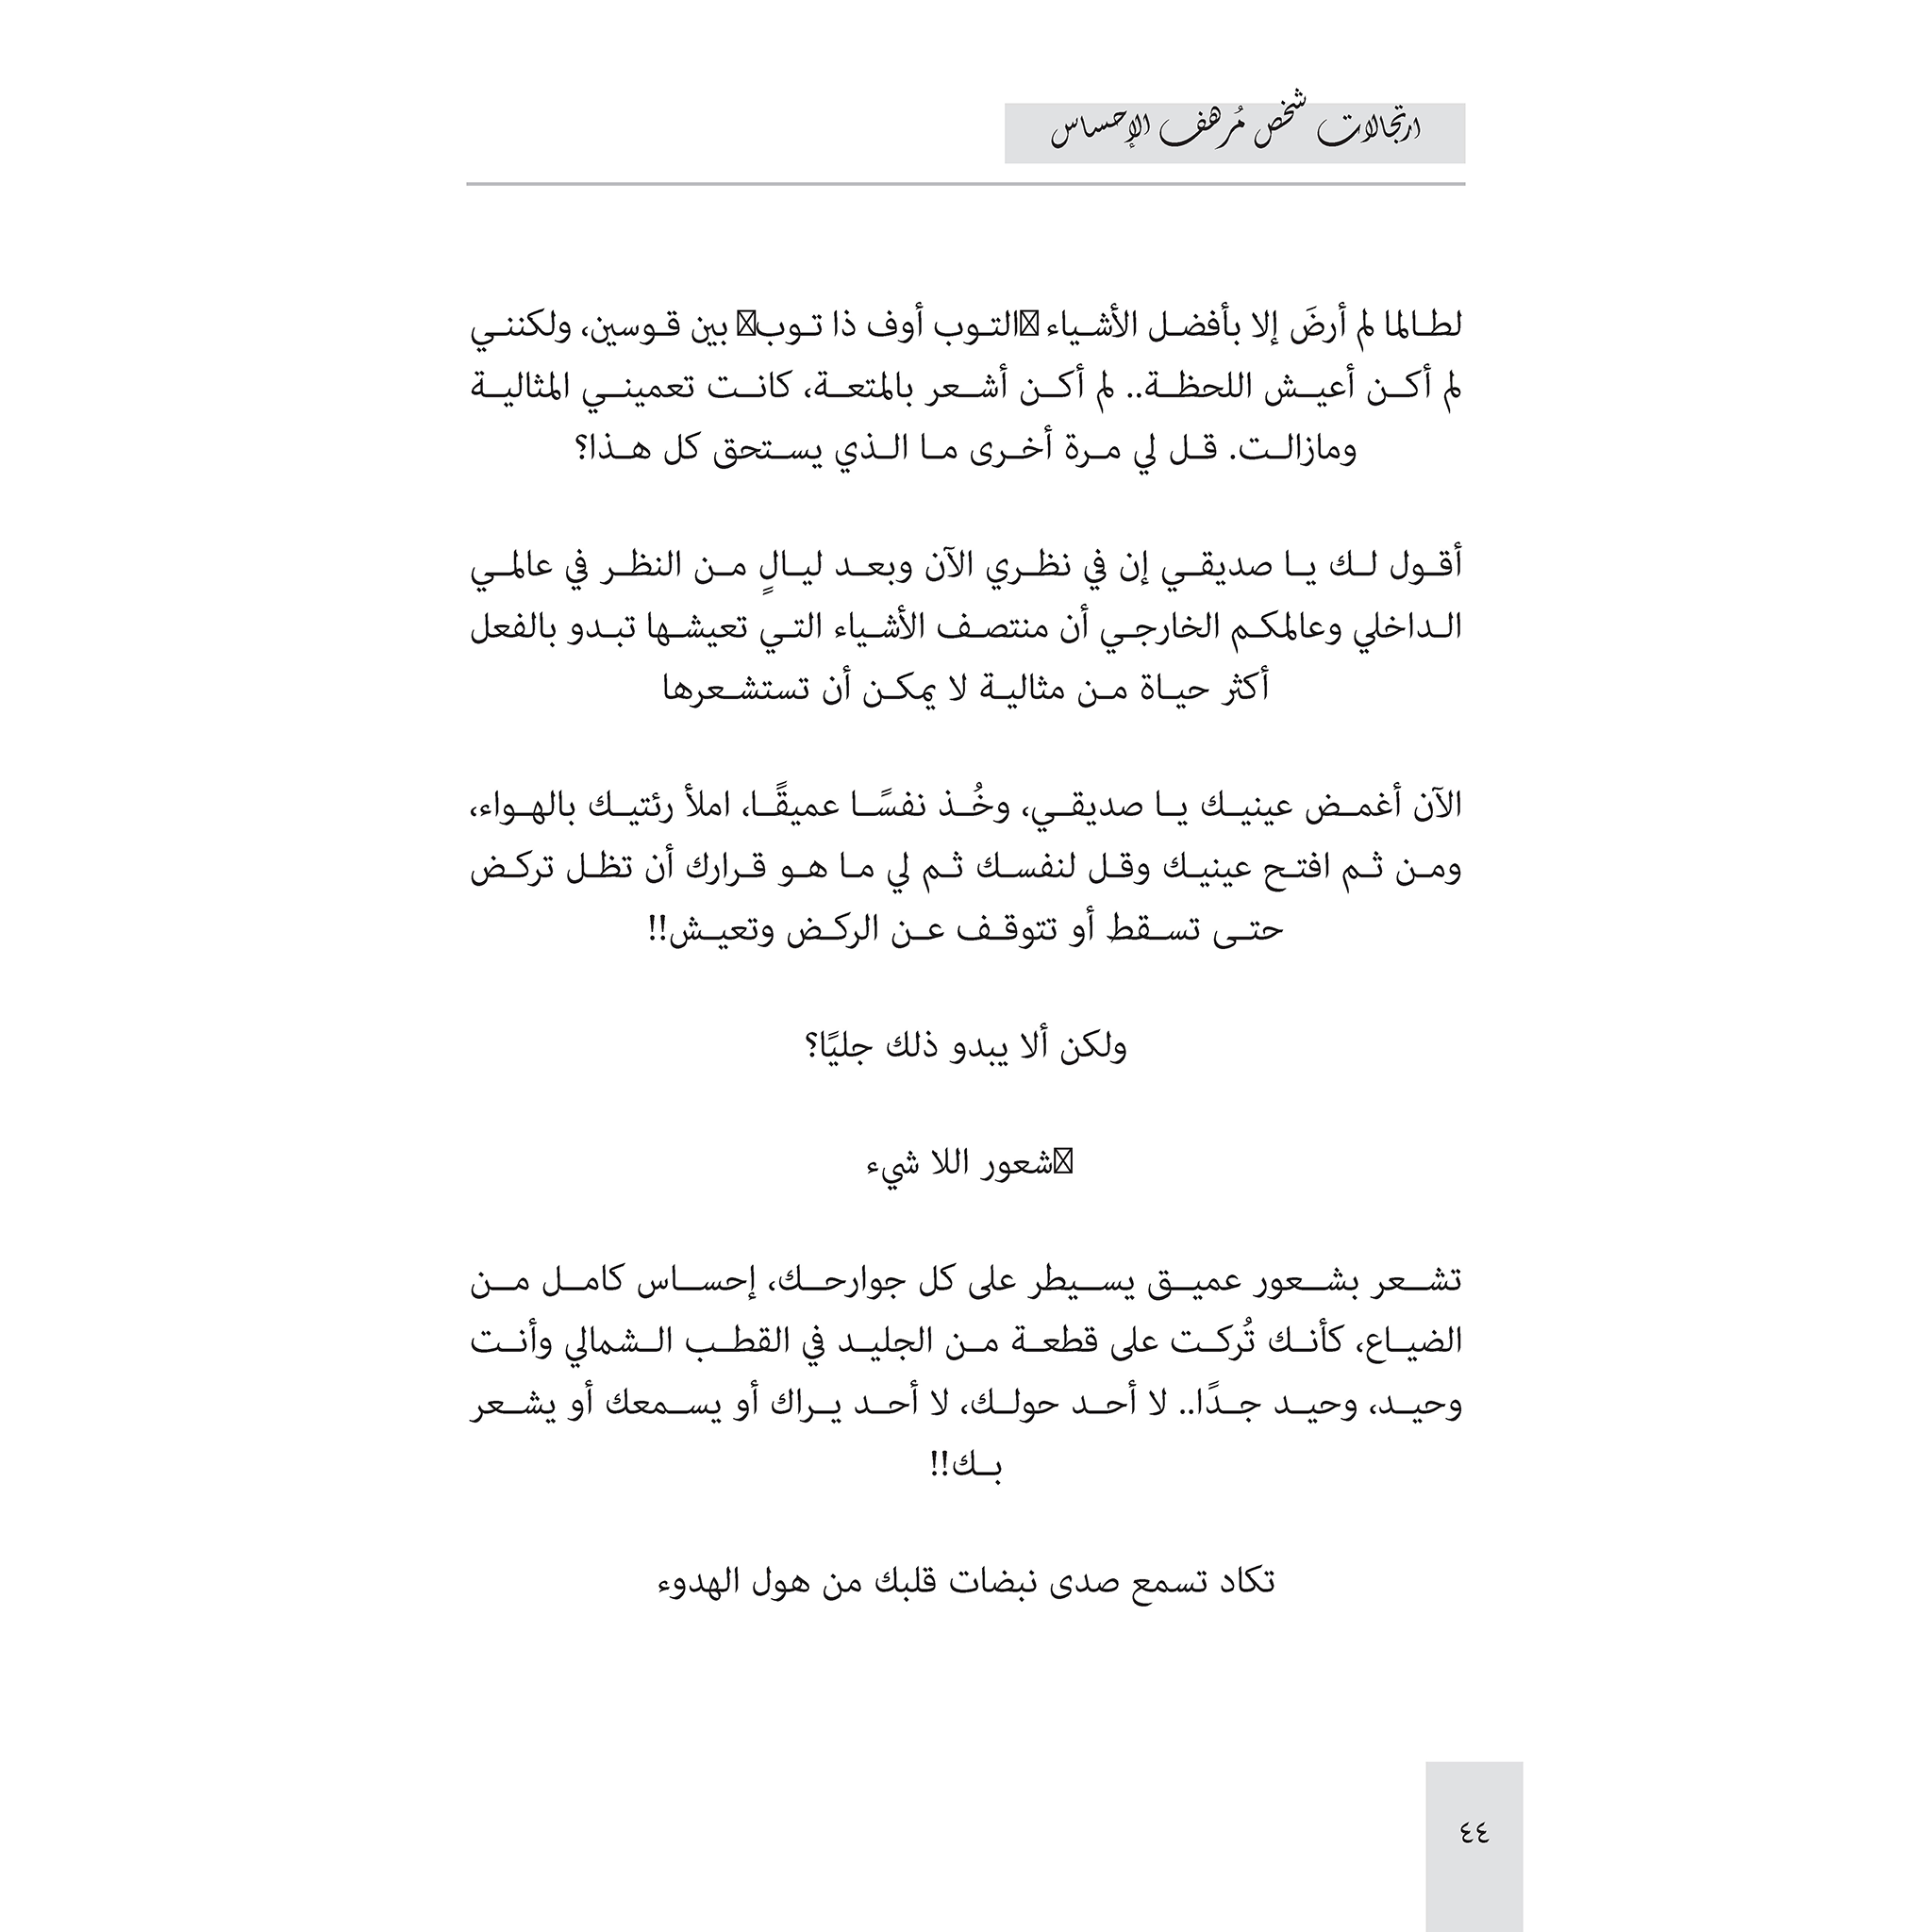 ارتجالات شخص مُرهف الإحساس
لطالما لم أرضَ إلا بأفضل الأشياء التوب أوف ذا توب بين قوسين، ولكنني
لم أكن أعيش اللحظة.. لم أكن أشعر بالمتعة، كانت تعميني المثالية
ومازالت. قل لي مرة أخرى ما الذي يستحق كل هذا؟
أقول لك يا صديقي إن في نظري الآن وبعد ليالٍ من النظر في عالمي
الداخلي وعالمكم الخارجي أن منتصف الأشياء التي تعيشها تبدو بالفعل
أكثر حياة من مثالية لا يمكن أن تستشعرها
الآن أغمض عينيك يا صديقي، وخُذ نفسًا عميقًا، املأ رئتيك بالهواء،
ومن ثم افتح عينيك وقل لنفسك ثم لي ما هو قرارك أن تظل تركض
حتى تسقط أو تتوقف عن الركض وتعيش!!
ولكن ألا يبدو ذلك جليًا؟
شعور اللا شيء
تشعر بشعور عميق يسيطر على كل جوارحك، إحساس كامل من
الضياع، كأنك تُركت على قطعة من الجليد في القطب الشمالي وأنت
وحيد، وحيد جدًا.. لا أحد حولك، لا أحد يراك أو يسمعك أو يشعر
بك!!
تكاد تسمع صدى نبضات قلبك من هول الهدوء
٤٤